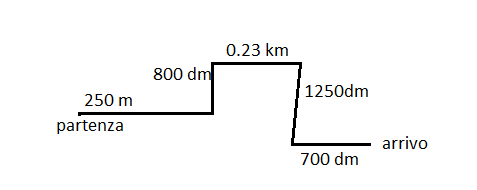 0.23 km
800 dm
250 m
1250dm
partenza
arrivo
700 dm